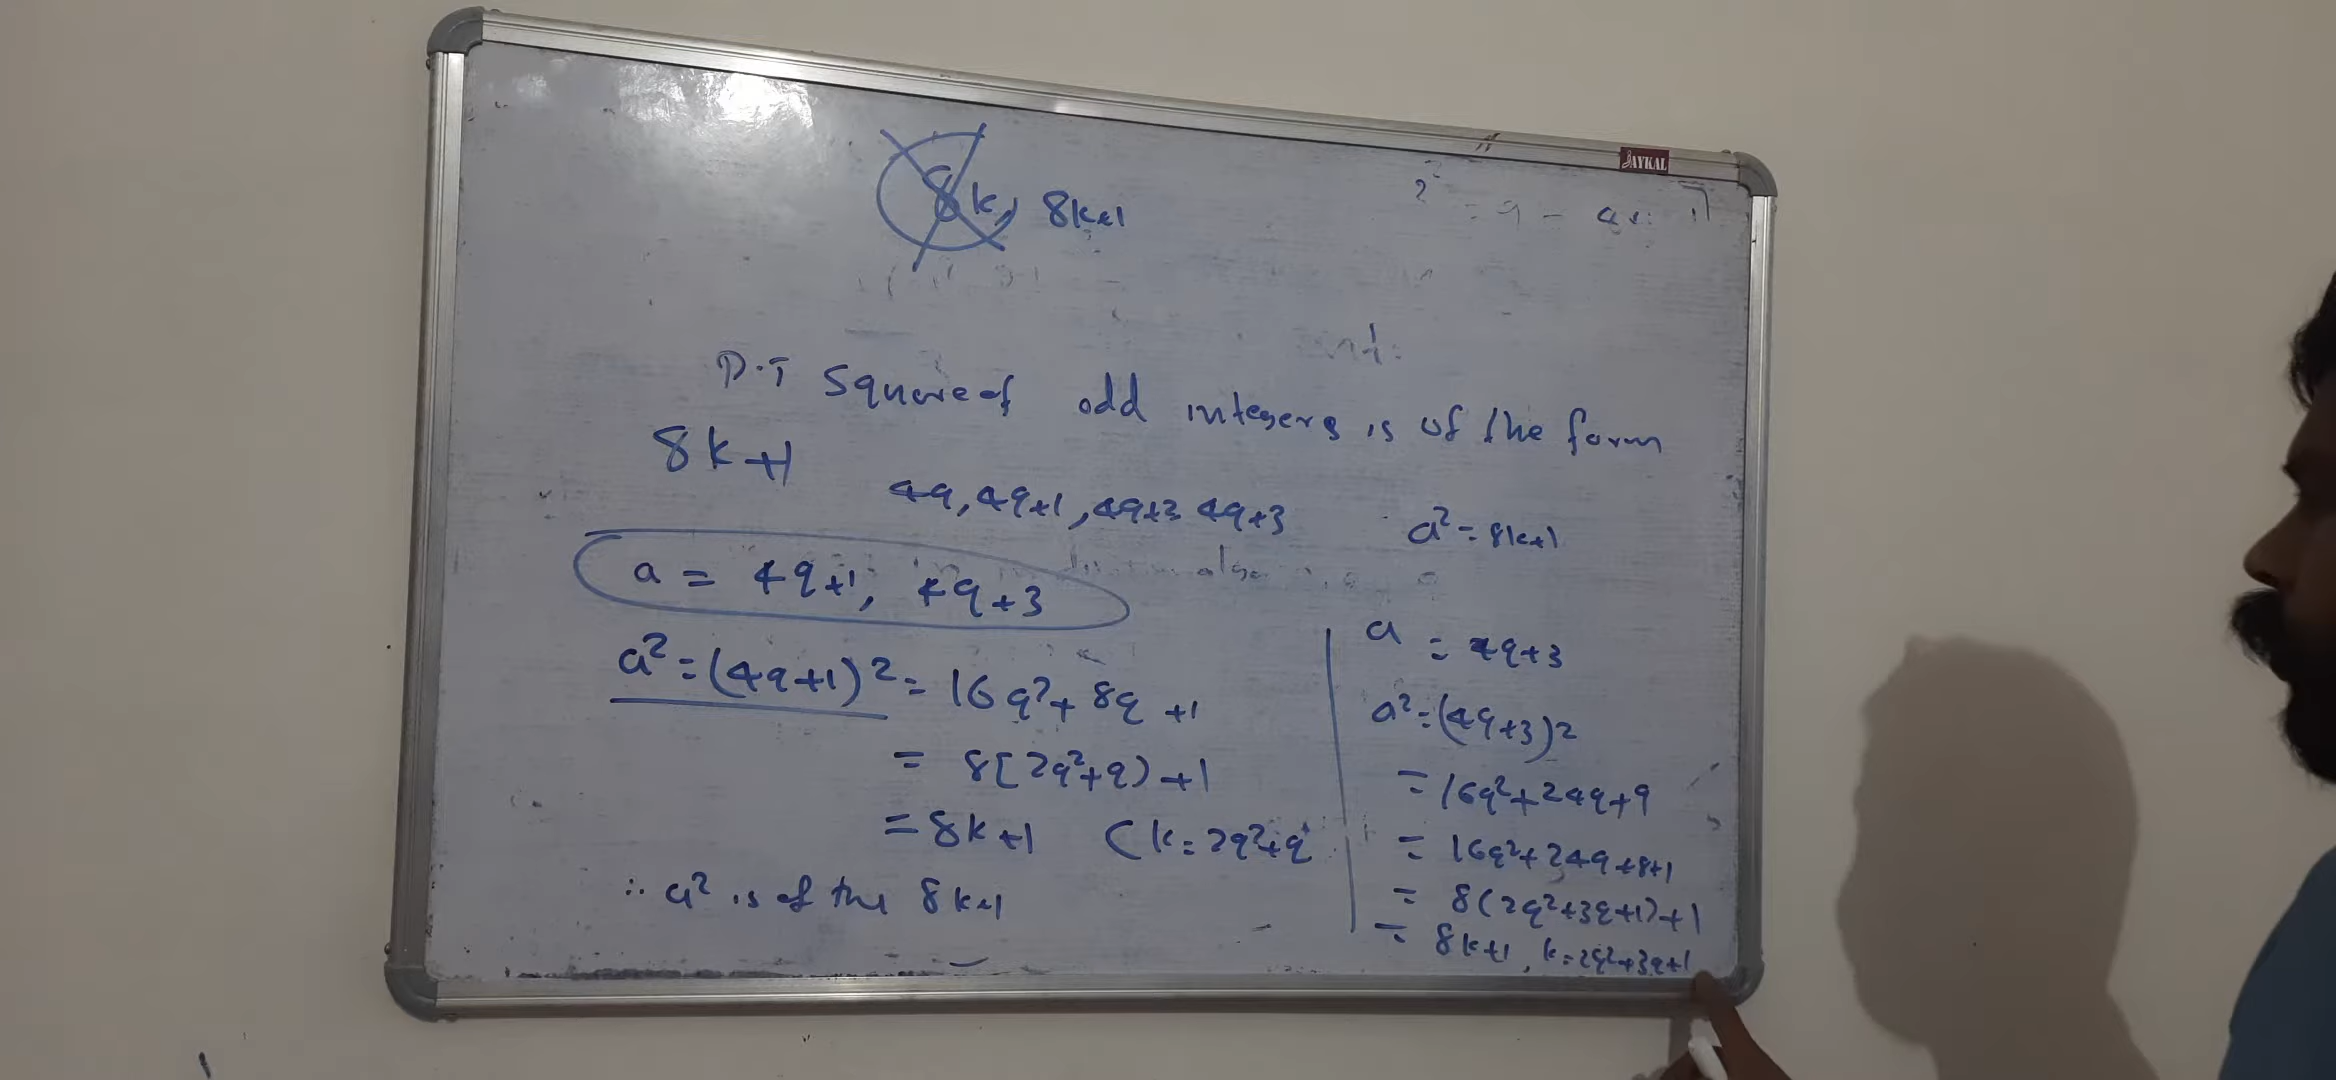 JAYKAL
8k, 8k+1
P.T Square of odd integers is of the form
8k+1
4q, 4q+1, 4q+2 4q+3
a² = 8k+1
a = 4q+1, 4q+3
a² = (4q+1)² = 16q² + 8q +1
= 8[2q²+q) +1
= 8k+1 (k = 2q²+q
∴ a² is of the 8k+1
a = 4q+3
a² = (4q+3)²
= 16q²+24q+9
= 16q²+24q+8+1
= 8(2q²+3q+1)+1
= 8k+1, k=2q²+3q+1